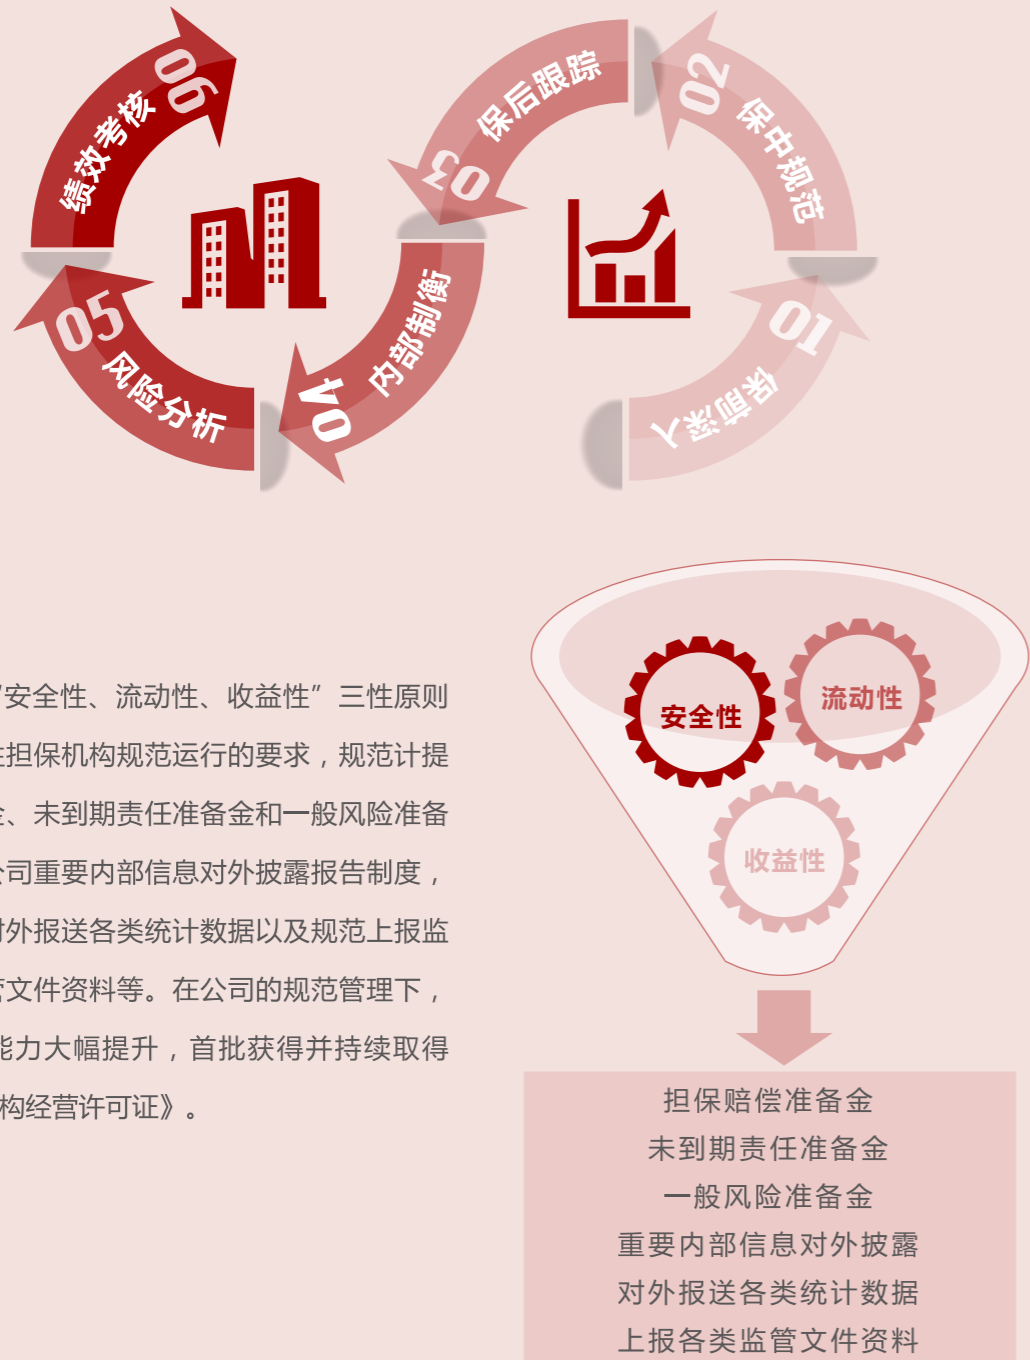 01
保前深入
02
保中规范
03
保后跟踪
04
内部制衡
05
风险分析
06
绩效考核
“安全性、流动性、收益性”三性原则
担保机构规范运行的要求，规范计提
、未到期责任准备金和一般风险准备
司重要内部信息对外披露报告制度，
对外报送各类统计数据以及规范上报监
文件资料等。在公司的规范管理下，
能力大幅提升，首批获得并持续取得
构经营许可证》。
安全性
流动性
收益性
担保赔偿准备金
未到期责任准备金
一般风险准备金
重要内部信息对外披露
对外报送各类统计数据
上报各类监管文件资料